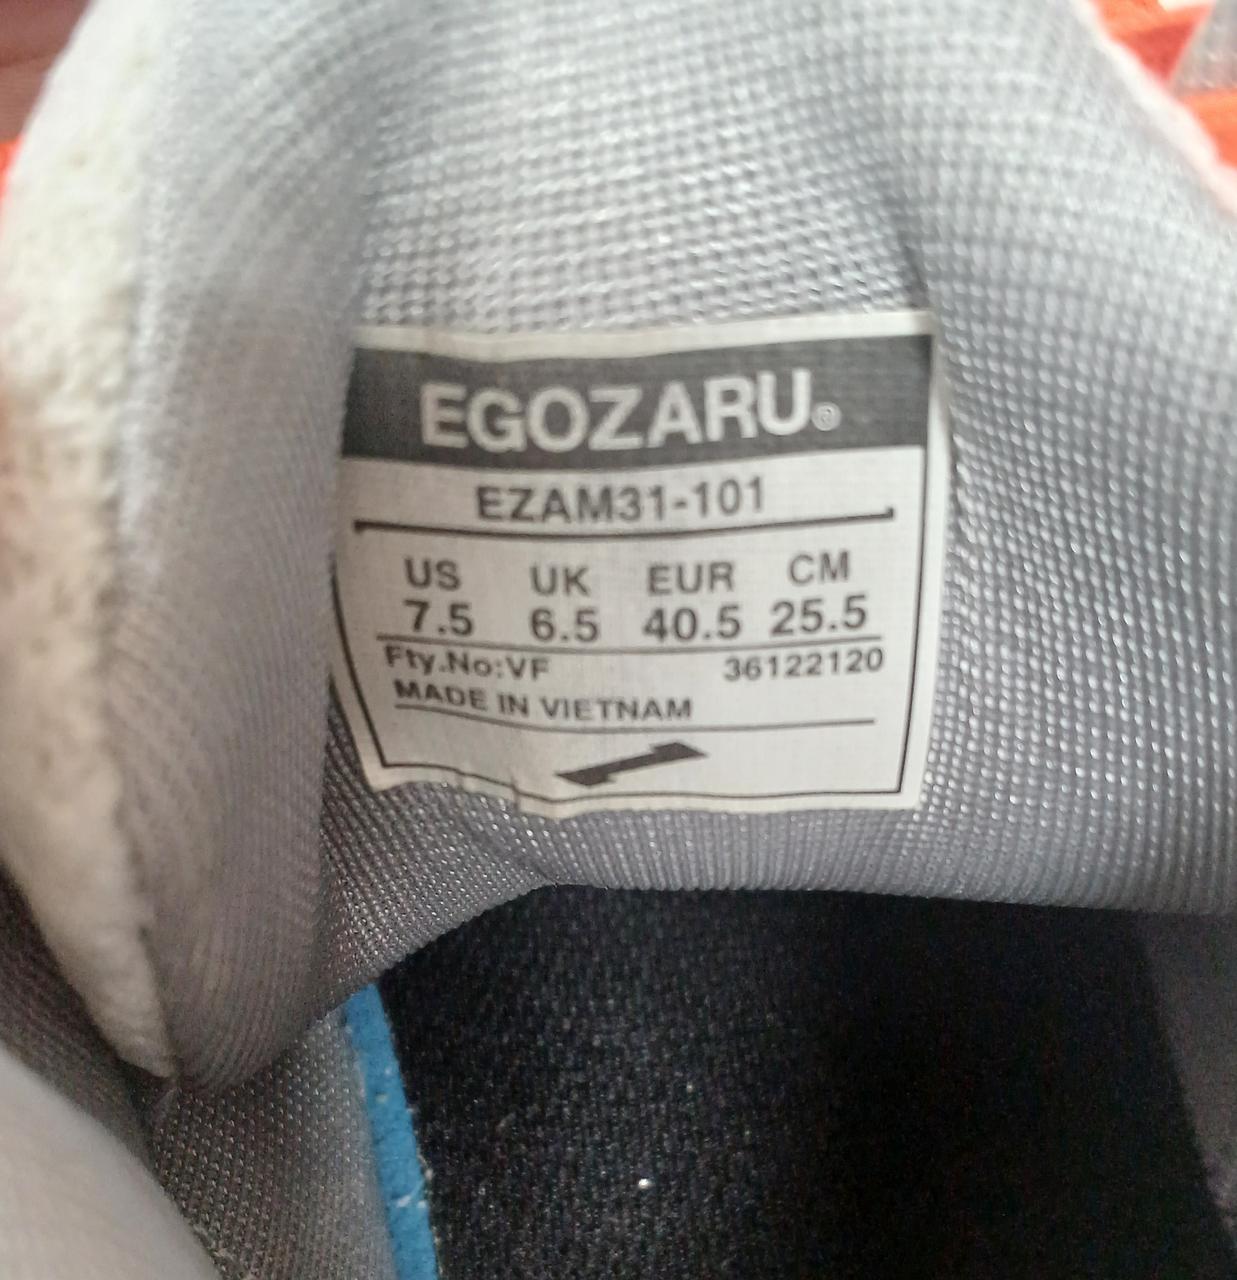 EGOZARU®
EZAM31-101
US UK EUR CM
7.5 6.5 40.5 25.5
Fty.No:VF 36122120
MADE IN VIETNAM